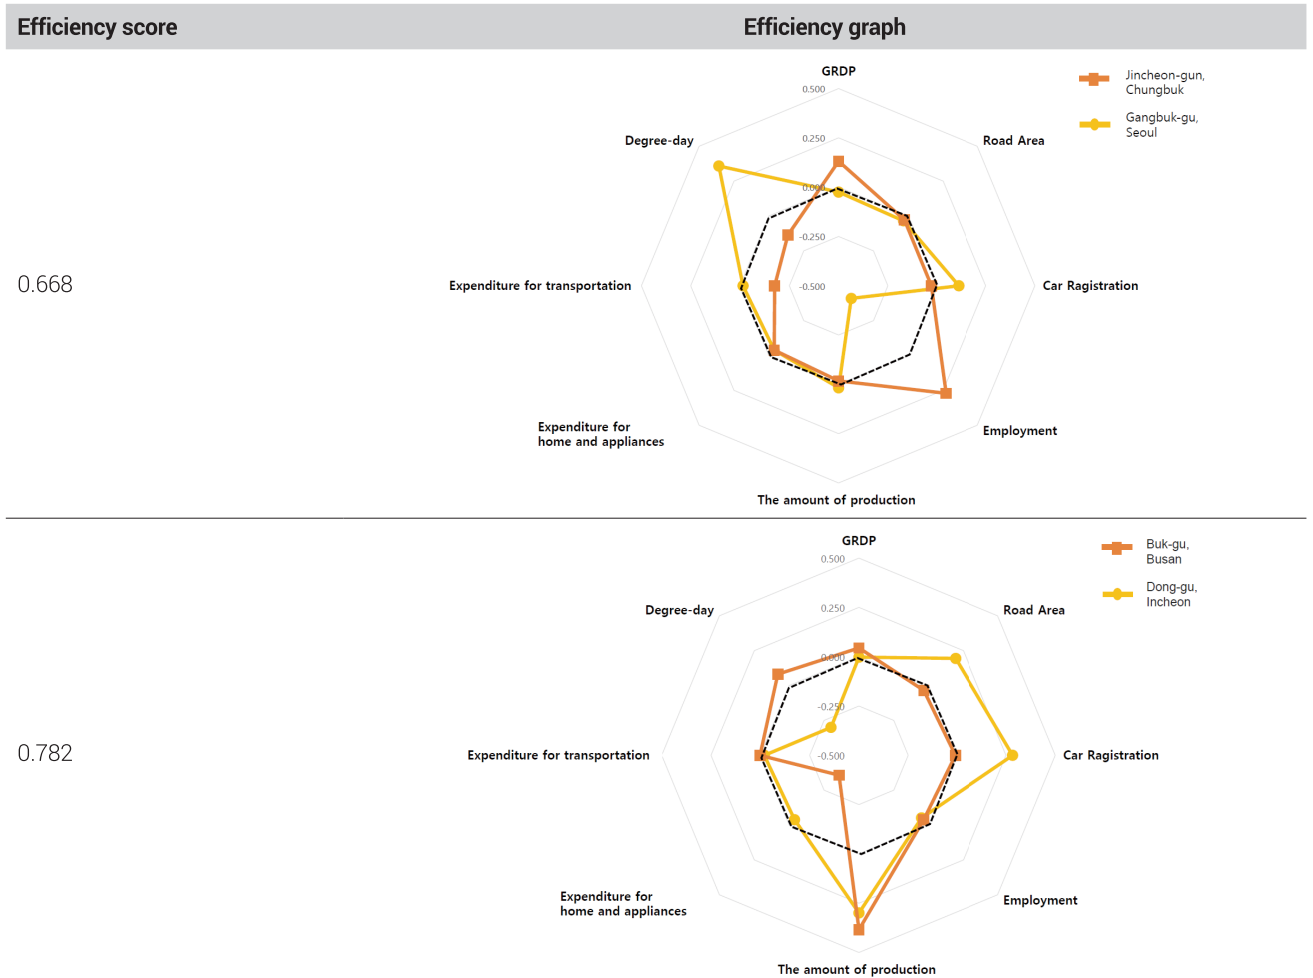 Efficiency score
Efficiency graph
GRDP
0.500
0.250
0.000
-0.250
-0.500
Degree-day
Road Area
Jincheon-gun,
Chungbuk
Gangbuk-gu,
Seoul
0.668
Expenditure for transportation
Car Ragistration
Expenditure for
home and appliances
Employment
The amount of production
GRDP
0.500
0.250
0.000
-0.250
-0.500
Degree-day
Road Area
Buk-gu,
Busan
Dong-gu,
Incheon
0.782
Expenditure for transportation
Car Ragistration
Expenditure for
home and appliances
Employment
The amount of production